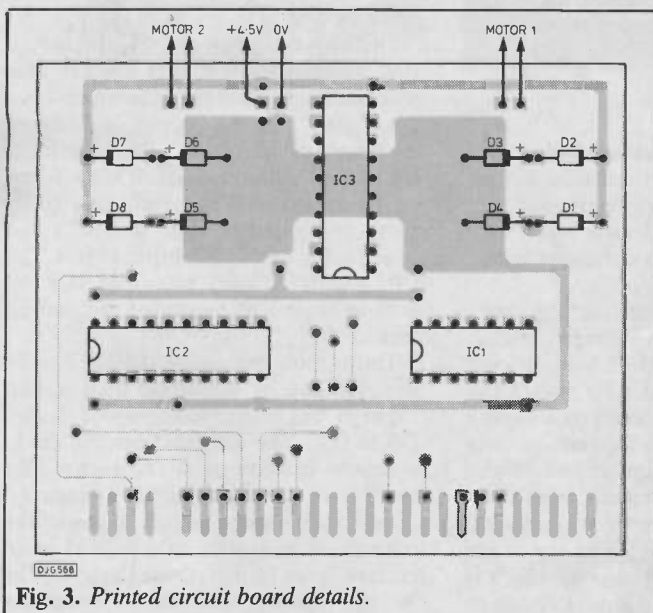 MOTOR 2 +4·5V 0V MOTOR 1
+ D7 D6 D3 + D2
+ D8 D5 D4 + D1 +
IC3
IC2 IC1
DJG568
Fig. 3. Printed circuit board details.